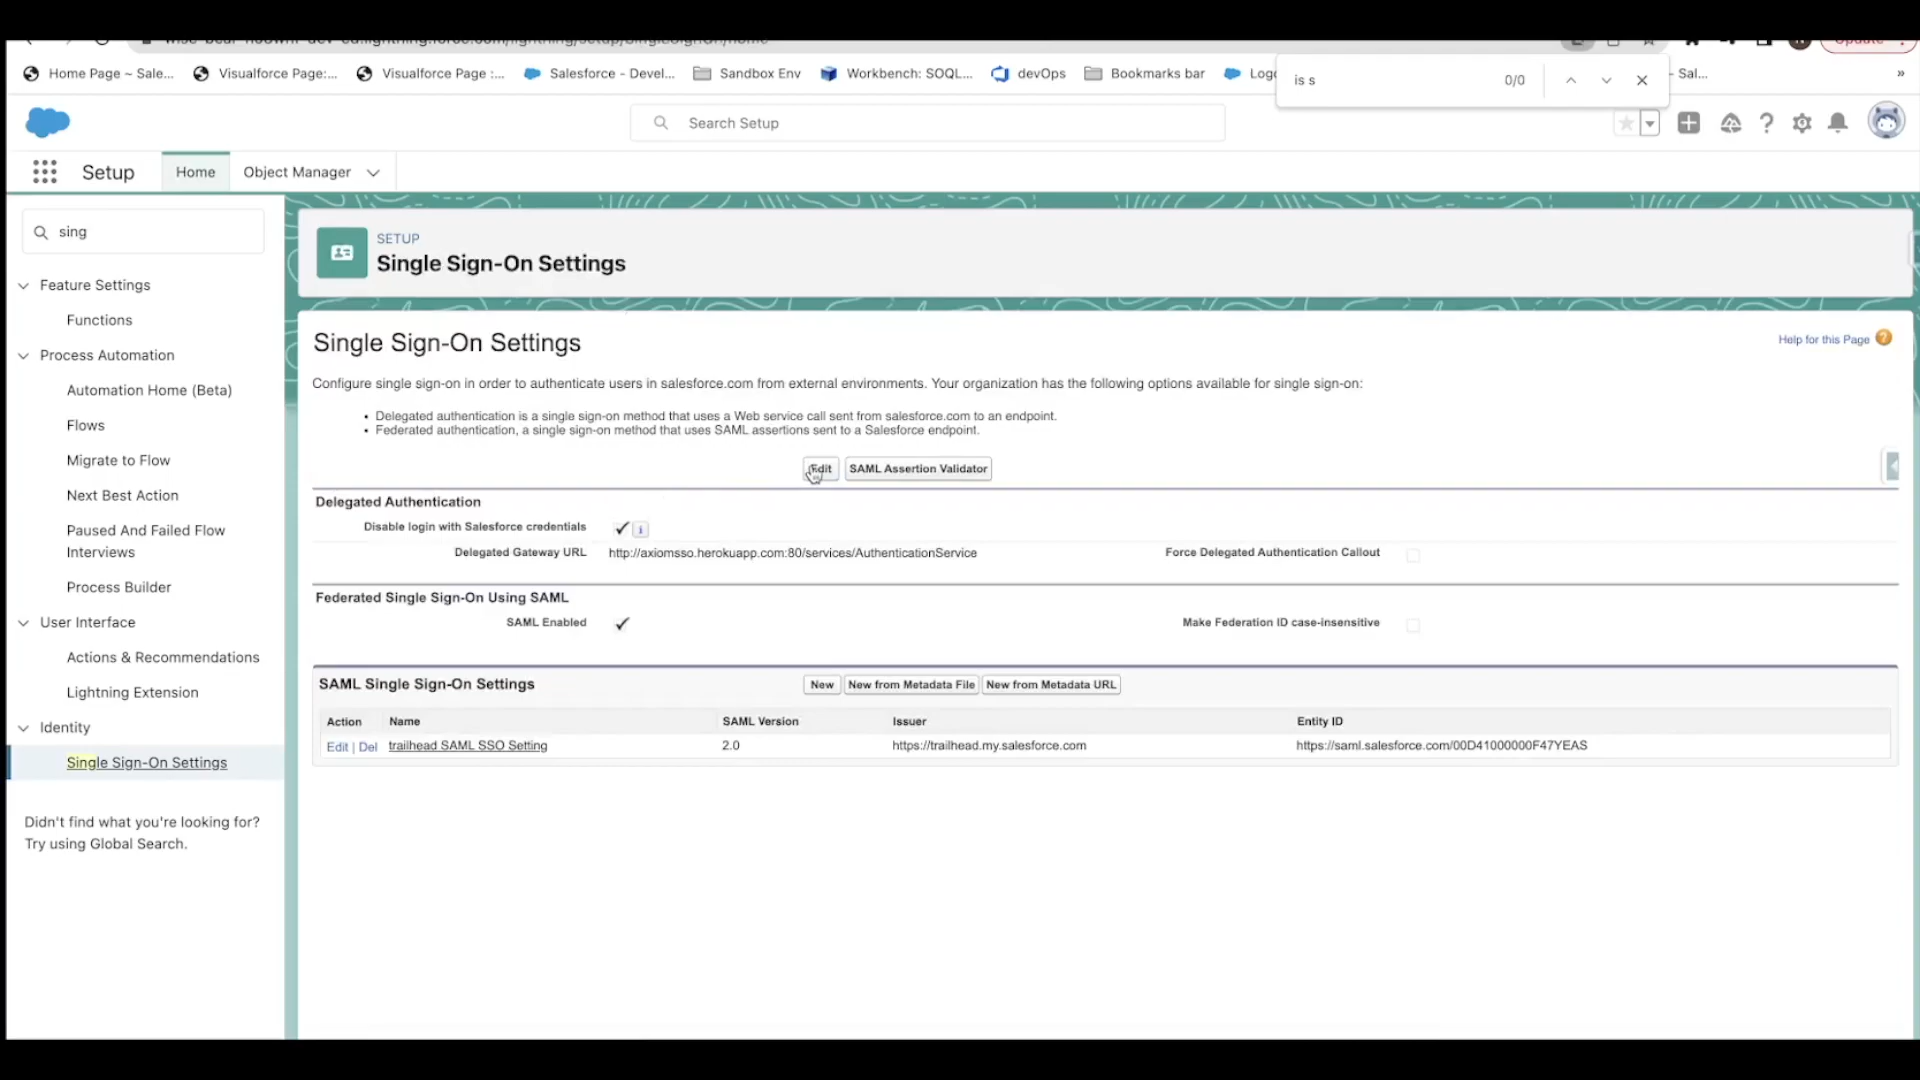 Home Page ~ Sale...
Visualforce Page:...
Visualforce Page :...
Salesforce - Devel...
Sandbox Env
Workbench: SOQL...
devOps
Bookmarks bar
is s
0/0
Sal...
»
Search Setup
Setup
Home
Object Manager
sing
Feature Settings
Functions
Process Automation
Automation Home (Beta)
Flows
Migrate to Flow
Next Best Action
Paused And Failed Flow
Interviews
Process Builder
User Interface
Actions & Recommendations
Lightning Extension
Identity
Single Sign-On Settings
Didn't find what you're looking for?
Try using Global Search.
SETUP
Single Sign-On Settings
Single Sign-On Settings
Help for this Page
Configure single sign-on in order to authenticate users in salesforce.com from external environments. Your organization has the following options available for single sign-on:
• Delegated authentication is a single sign-on method that uses a Web service call sent from salesforce.com to an endpoint.
• Federated authentication, a single sign-on method that uses SAML assertions sent to a Salesforce endpoint.
Edit SAML Assertion Validator
Delegated Authentication
Disable login with Salesforce credentials
Delegated Gateway URL http://axiomsso.herokuapp.com:80/services/AuthenticationService Force Delegated Authentication Callout
Federated Single Sign-On Using SAML
SAML Enabled Make Federation ID case-insensitive
SAML Single Sign-On Settings New New from Metadata File New from Metadata URL
Action Name SAML Version Issuer Entity ID
Edit | Del trailhead SAML SSO Setting 2.0 https://trailhead.my.salesforce.com https://saml.salesforce.com/00D41000000F47YEAS